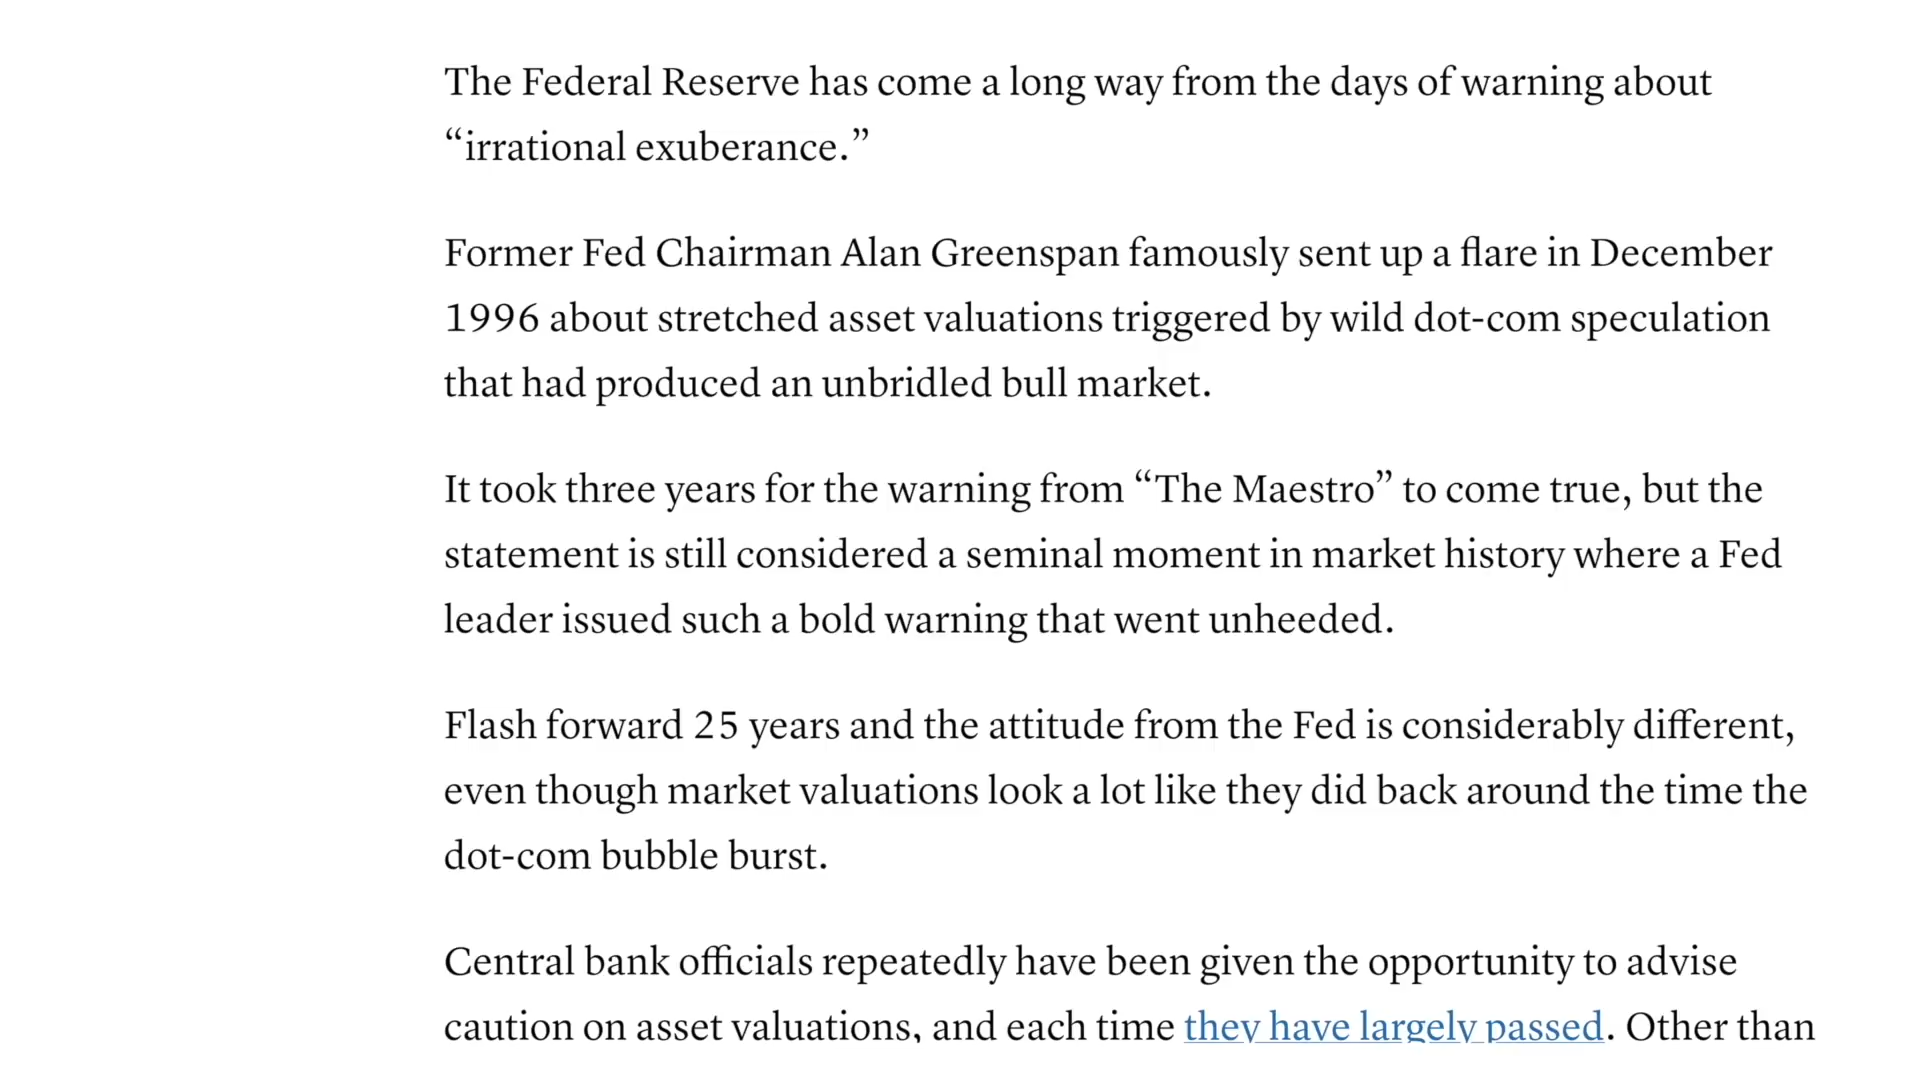 The Federal Reserve has come a long way from the days of warning about
“irrational exuberance.”
Former Fed Chairman Alan Greenspan famously sent up a flare in December
1996 about stretched asset valuations triggered by wild dot-com speculation
that had produced an unbridled bull market.
It took three years for the warning from “The Maestro” to come true, but the
statement is still considered a seminal moment in market history where a Fed
leader issued such a bold warning that went unheeded.
Flash forward 25 years and the attitude from the Fed is considerably different,
even though market valuations look a lot like they did back around the time the
dot-com bubble burst.
Central bank officials repeatedly have been given the opportunity to advise
caution on asset valuations, and each time they have largely passed. Other than